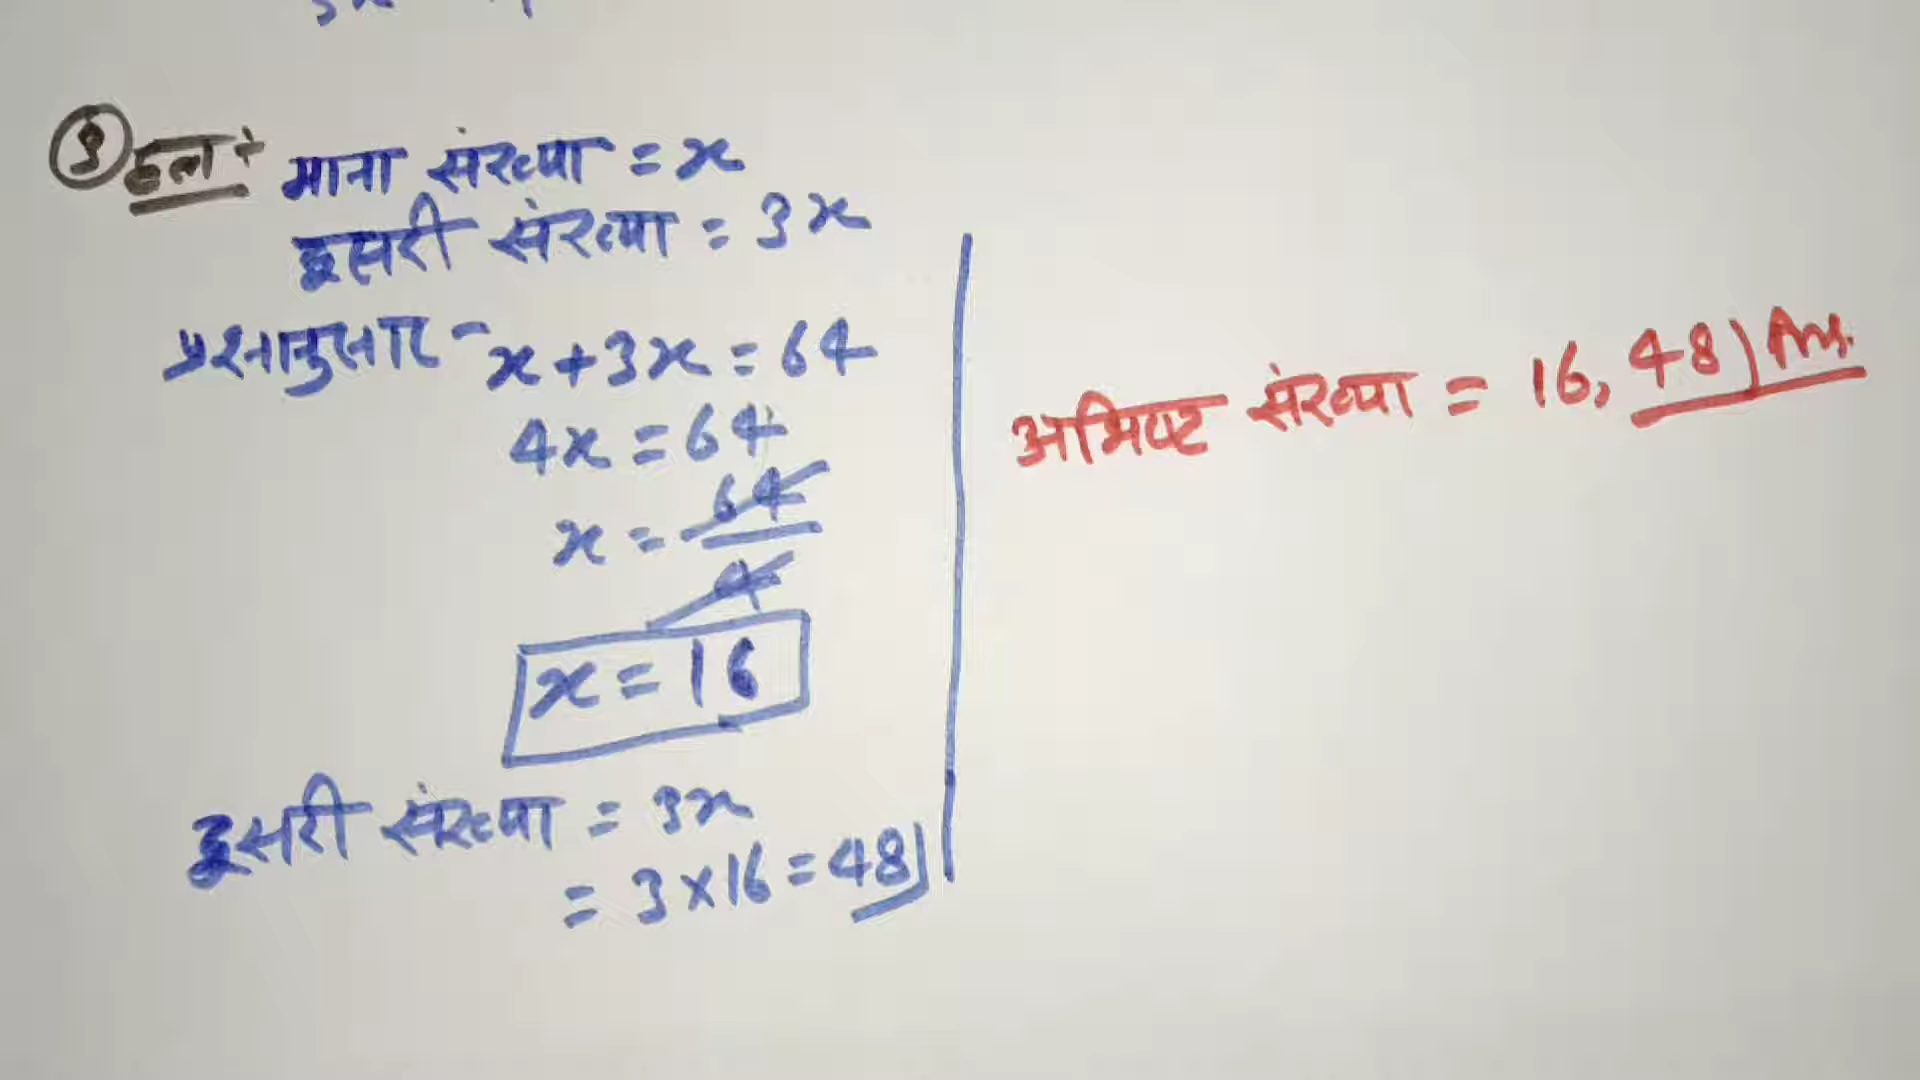 3 हल माना संख्या = x
दूसरी संख्या = 3x
प्रश्नानुसार - x + 3x = 64
4x = 64
x = 64
4
x = 16
दूसरी संख्या = 3x
= 3 × 16 = 48
अभिष्ट संख्या = 16, 48 Ans.